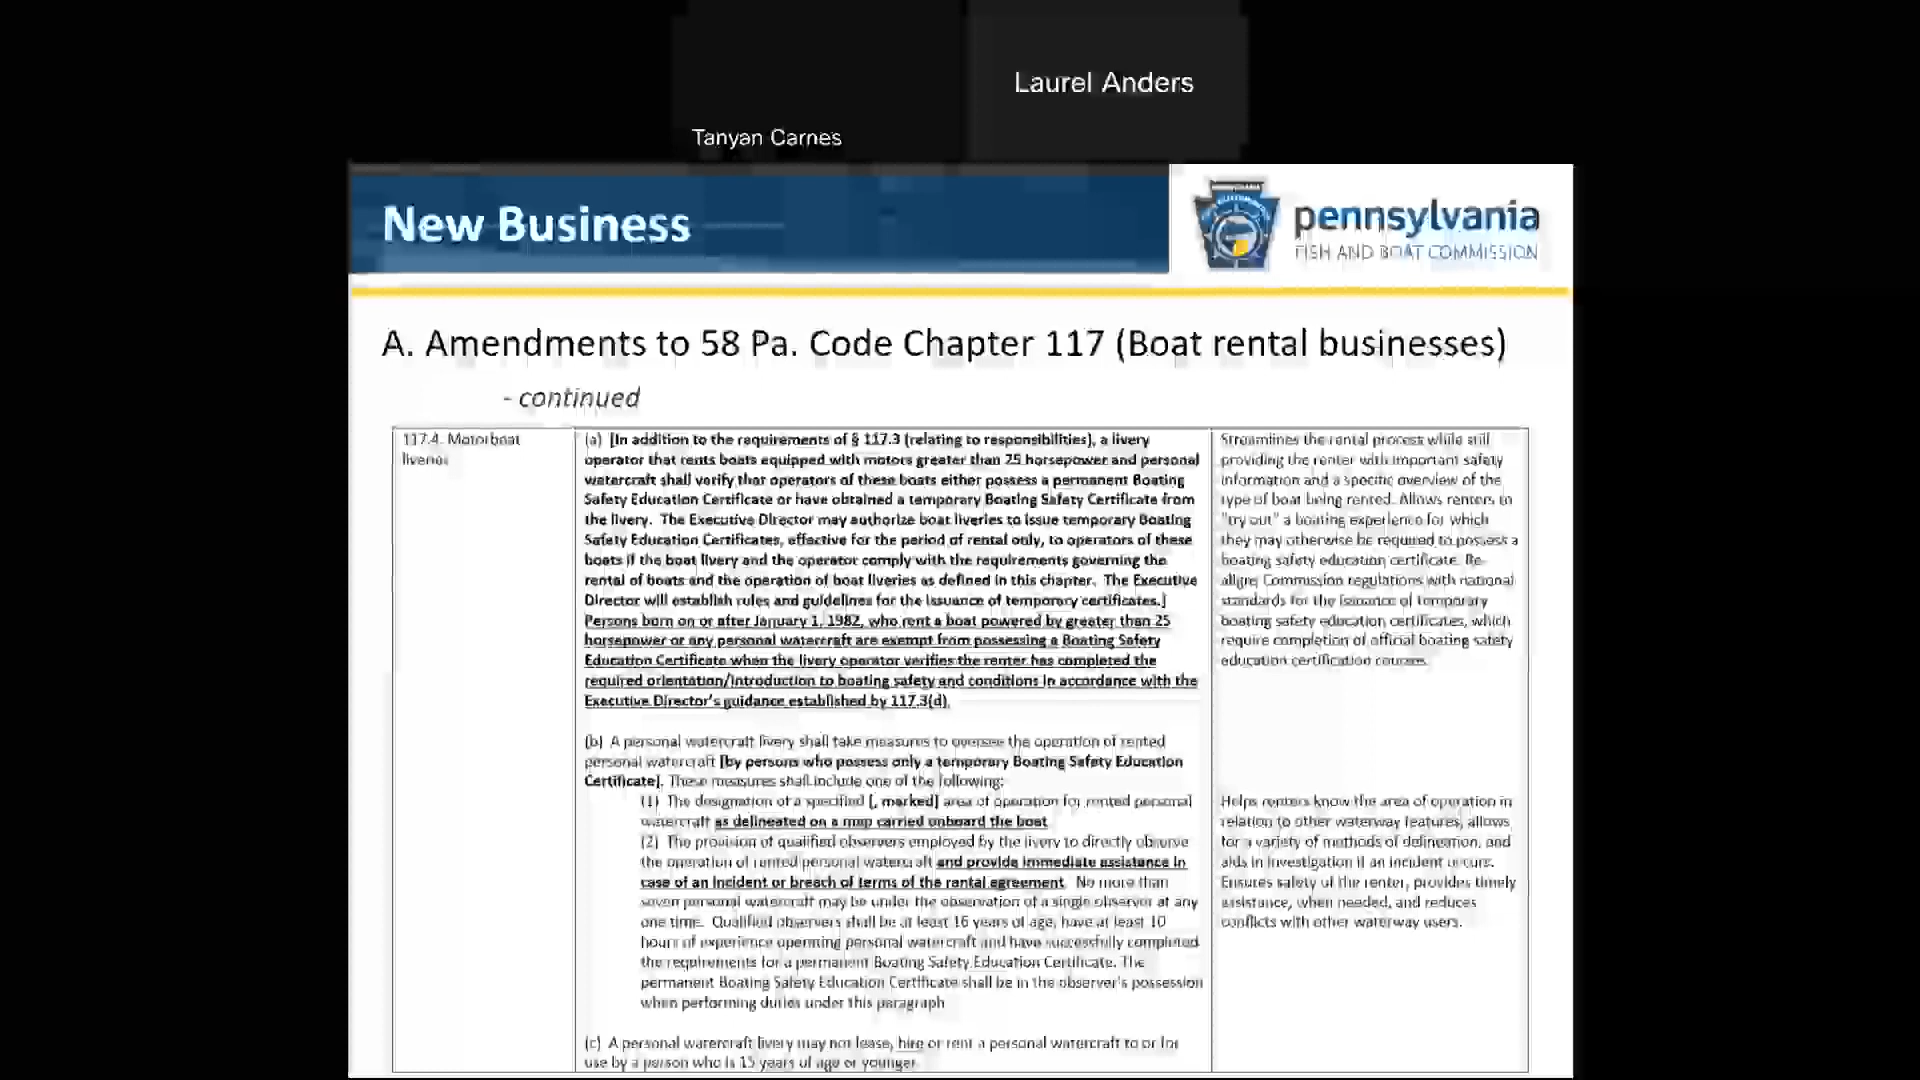 Laurel Anders
Tanyan Carnes
New Business
pennsylvania
FISH AND BOAT COMMISSION
A. Amendments to 58 Pa. Code Chapter 117 (Boat rental businesses)
- continued
117.4. Motorboat
liveries
(a) [In addition to the requirements of § 117.3 (relating to responsibilities), a livery
operator that rents boats equipped with motors greater than 25 horsepower and personal
watercraft shall verify that operators of these boats either possess a permanent Boating
Safety Education Certificate or have obtained a temporary Boating Safety Certificate from
the livery. The Executive Director may authorize boat liveries to issue temporary Boating
Safety Education Certificates, effective for the period of rental only, to operators of these
boats if the boat livery and the operator comply with the requirements governing the
rental of boats and the operation of boat liveries as defined in this chapter. The Executive
Director will establish rules and guidelines for the issuance of temporary certificates.]
Persons born on or after January 1, 1982, who rent a boat powered by greater than 25
horsepower or any personal watercraft are exempt from possessing a Boating Safety
Education Certificate when the livery operator verifies the renter has completed the
required orientation/introduction to boating safety and conditions in accordance with the
Executive Director's guidance established by 117.3(d).
(b) A personal watercraft livery shall take measures to oversee the operation of rented
personal watercraft [by persons who possess only a temporary Boating Safety Education
Certificate]. These measures shall include one of the following:
(1) The designation of a specified [, marked] area of operation for rented personal
watercraft as delineated on a map carried onboard the boat
(2) The provision of qualified observers employed by the livery to directly observe
the operation of rented personal watercraft and provide immediate assistance in
case of an incident or breach of terms of the rental agreement. No more than
seven personal watercraft may be under the observation of a single observer at any
one time. Qualified observers shall be at least 16 years of age, have at least 10
hours of experience operating personal watercraft and have successfully completed
the requirements for a permanent Boating Safety Education Certificate. The
permanent Boating Safety Education Certificate shall be in the observer's possession
when performing duties under this paragraph
(c) A personal watercraft livery may not lease, hire or rent a personal watercraft to or for
use by a person who is 15 years of age or younger.
Streamlines the rental process while still
providing the renter with important safety
information and a specific overview of the
type of boat being rented. Allows renters to
"try out" a boating experience for which
they may otherwise be required to possess a
boating safety education certificate. Re-
aligns Commission regulations with national
standards for the issuance of temporary
boating safety education certificates, which
require completion of official boating safety
education certification courses.
Helps renters know the area of operation in
relation to other waterway features, allows
for a variety of methods of delineation, and
aids in investigation if an incident occurs.
Ensures safety of the renter, provides timely
assistance, when needed, and reduces
conflicts with other waterway users.